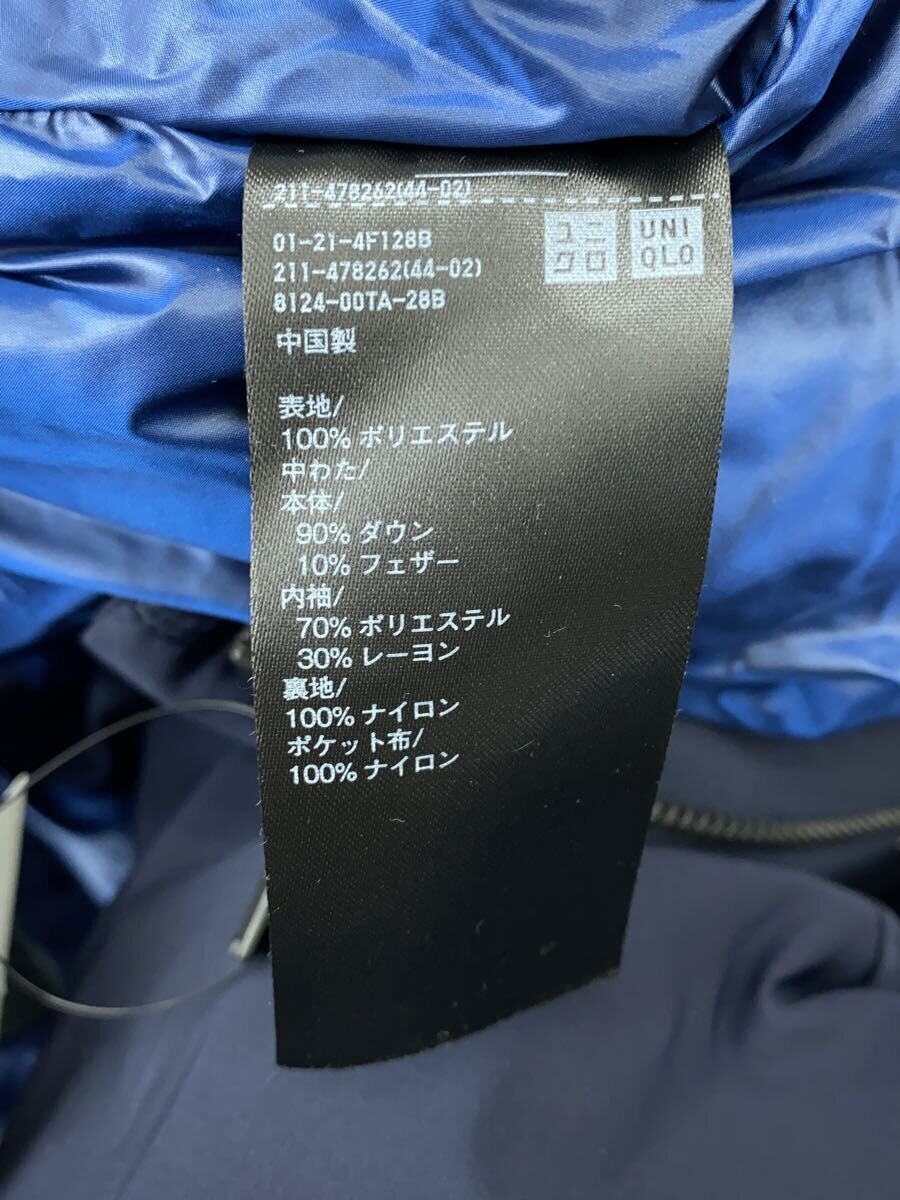 211-478262(44-02)
01-21-4F128B
211-478262(44-02)
8124-00TA-28B
ユニ
クロ
UNI
QLO
中国製
表地/
100% ポリエステル
中わた/
本体/
90% ダウン
10% フェザー
内袖/
70% ポリエステル
30% レーヨン
裏地/
100% ナイロン
ポケット布/
100% ナイロン